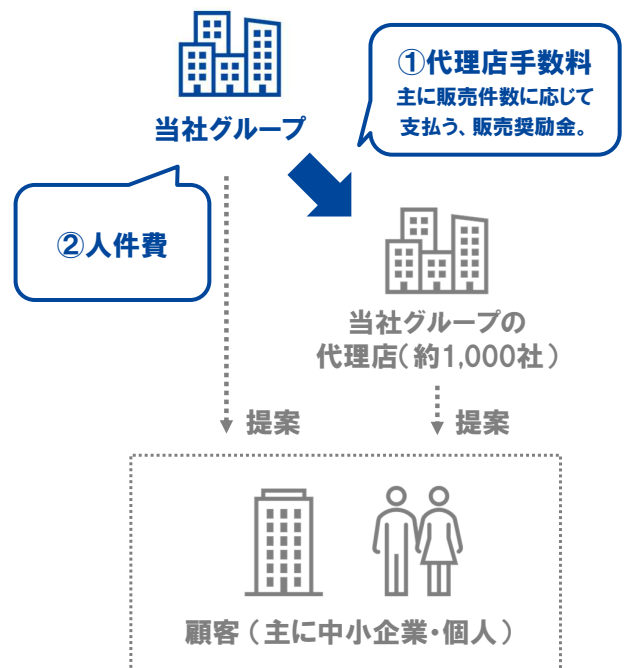 ①代理店手数料
主に販売件数に応じて
支払う、販売奨励金。
当社グループ
②人件費
当社グループの
代理店(約1,000社)
提案
提案
顧客(主に中小企業・個人)